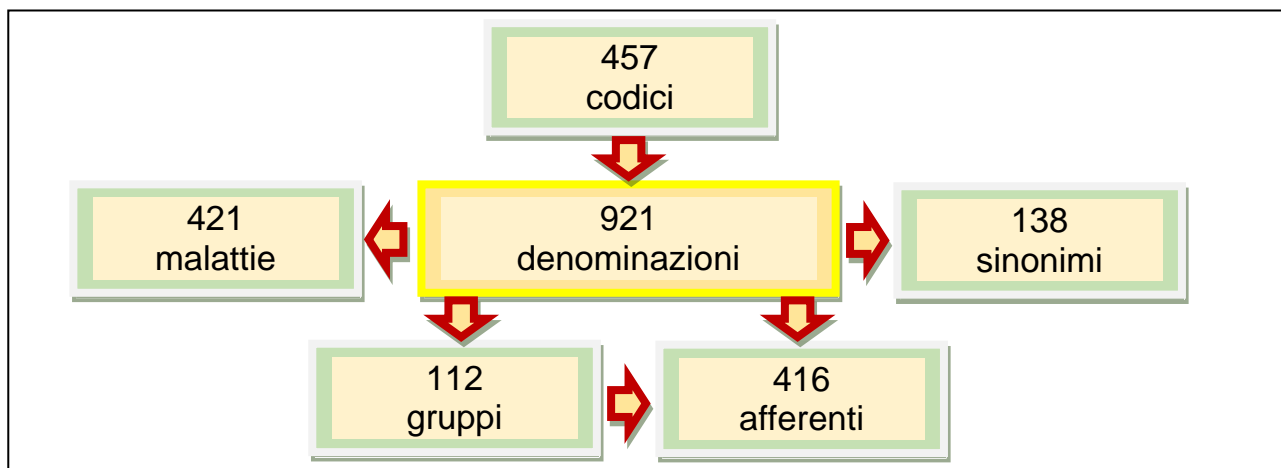 457
codici
421
malattie
921
denominazioni
138
sinonimi
112
gruppi
416
afferenti